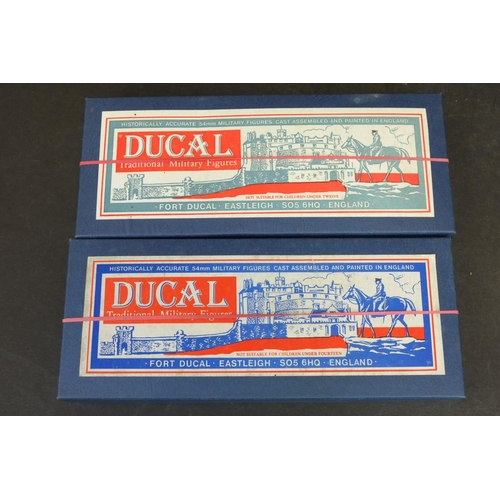 HISTORICALLY ACCURATE 54mm MILITARY FIGURES CAST ASSEMBLED AND PAINTED IN ENGLAND
DUCAL
Traditional Military Figures
NOT SUITABLE FOR CHILDREN UNDER TWELVE
·FORT DUCAL · EASTLEIGH · SO5 6HQ · ENGLAND·
HISTORICALLY ACCURATE 54mm MILITARY FIGURES CAST ASSEMBLED AND PAINTED IN ENGLAND
DUCAL
Traditional Military Figures
NOT SUITABLE FOR CHILDREN UNDER FOURTEEN
·FORT DUCAL · EASTLEIGH · SO5 6HQ · ENGLAND·